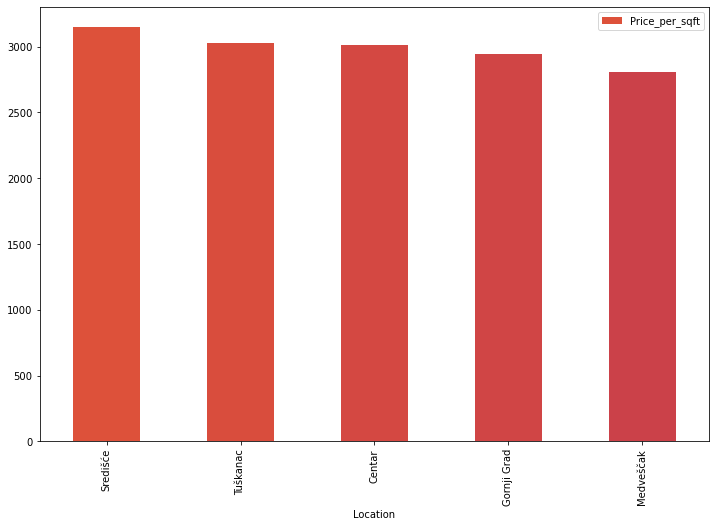 Price_per_sqft
3000
2500
2000
1500
1000
500
0
Središće
Tuškanac
Centar
Gornji Grad
Medveščak
Location